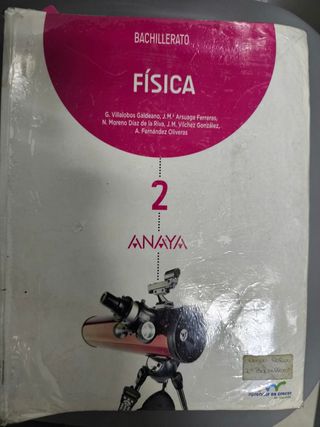 BACHILLERATO
FÍSICA
G. Villalobos Galdeano, J.M.ª Arsuaga Ferreras,
N. Moreno Díaz de la Riva, J.M. Vílchez González,
A. Fernández Oliveras
2
ANAYA